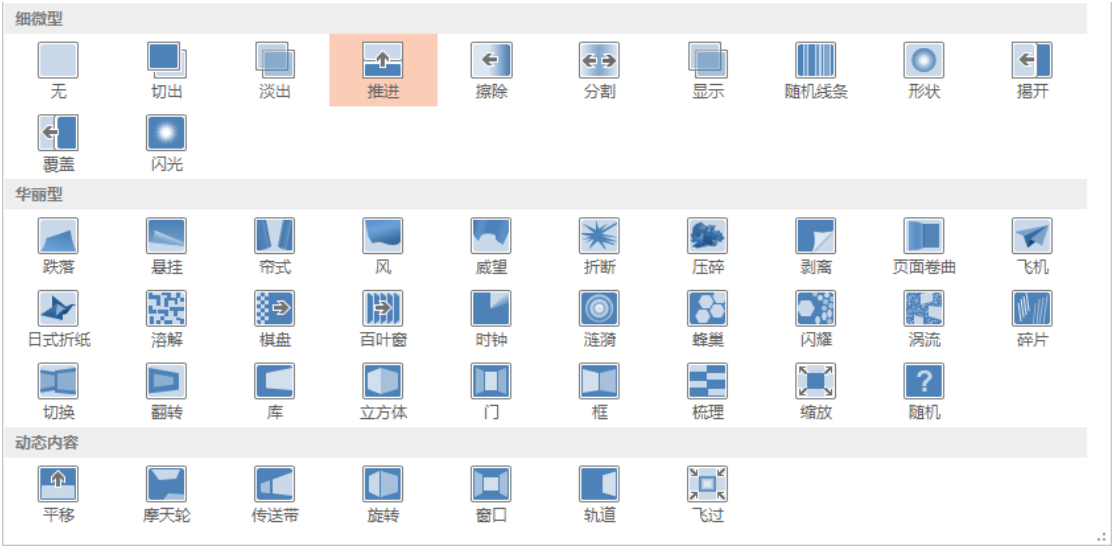 细微型
无 切出 淡出 推进 擦除 分割 显示 随机线条 形状 揭开
覆盖 闪光
华丽型
跌落 悬挂 帘式 风 威望 折断 压碎 剥离 页面卷曲 飞机
日式折纸 溶解 棋盘 百叶窗 时钟 涟漪 蜂巢 闪耀 涡流 碎片
切换 翻转 库 立方体 门 框 梳理 缩放 ? 随机
动态内容
平移 摩天轮 传送带 旋转 窗口 轨道 飞过